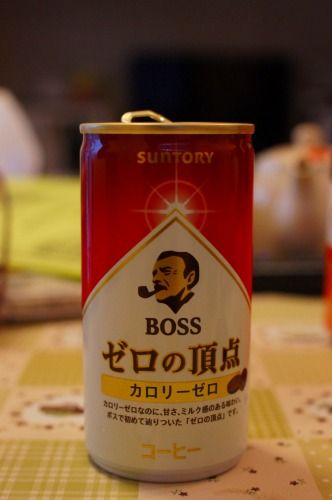 SUNTORY
BOSS
ゼロの頂点
カロリーゼロ
カロリーゼロなのに、甘さ、ミルク感のある味わい。
ボスで初めて辿りついた「ゼロの頂点」です。
コーヒー